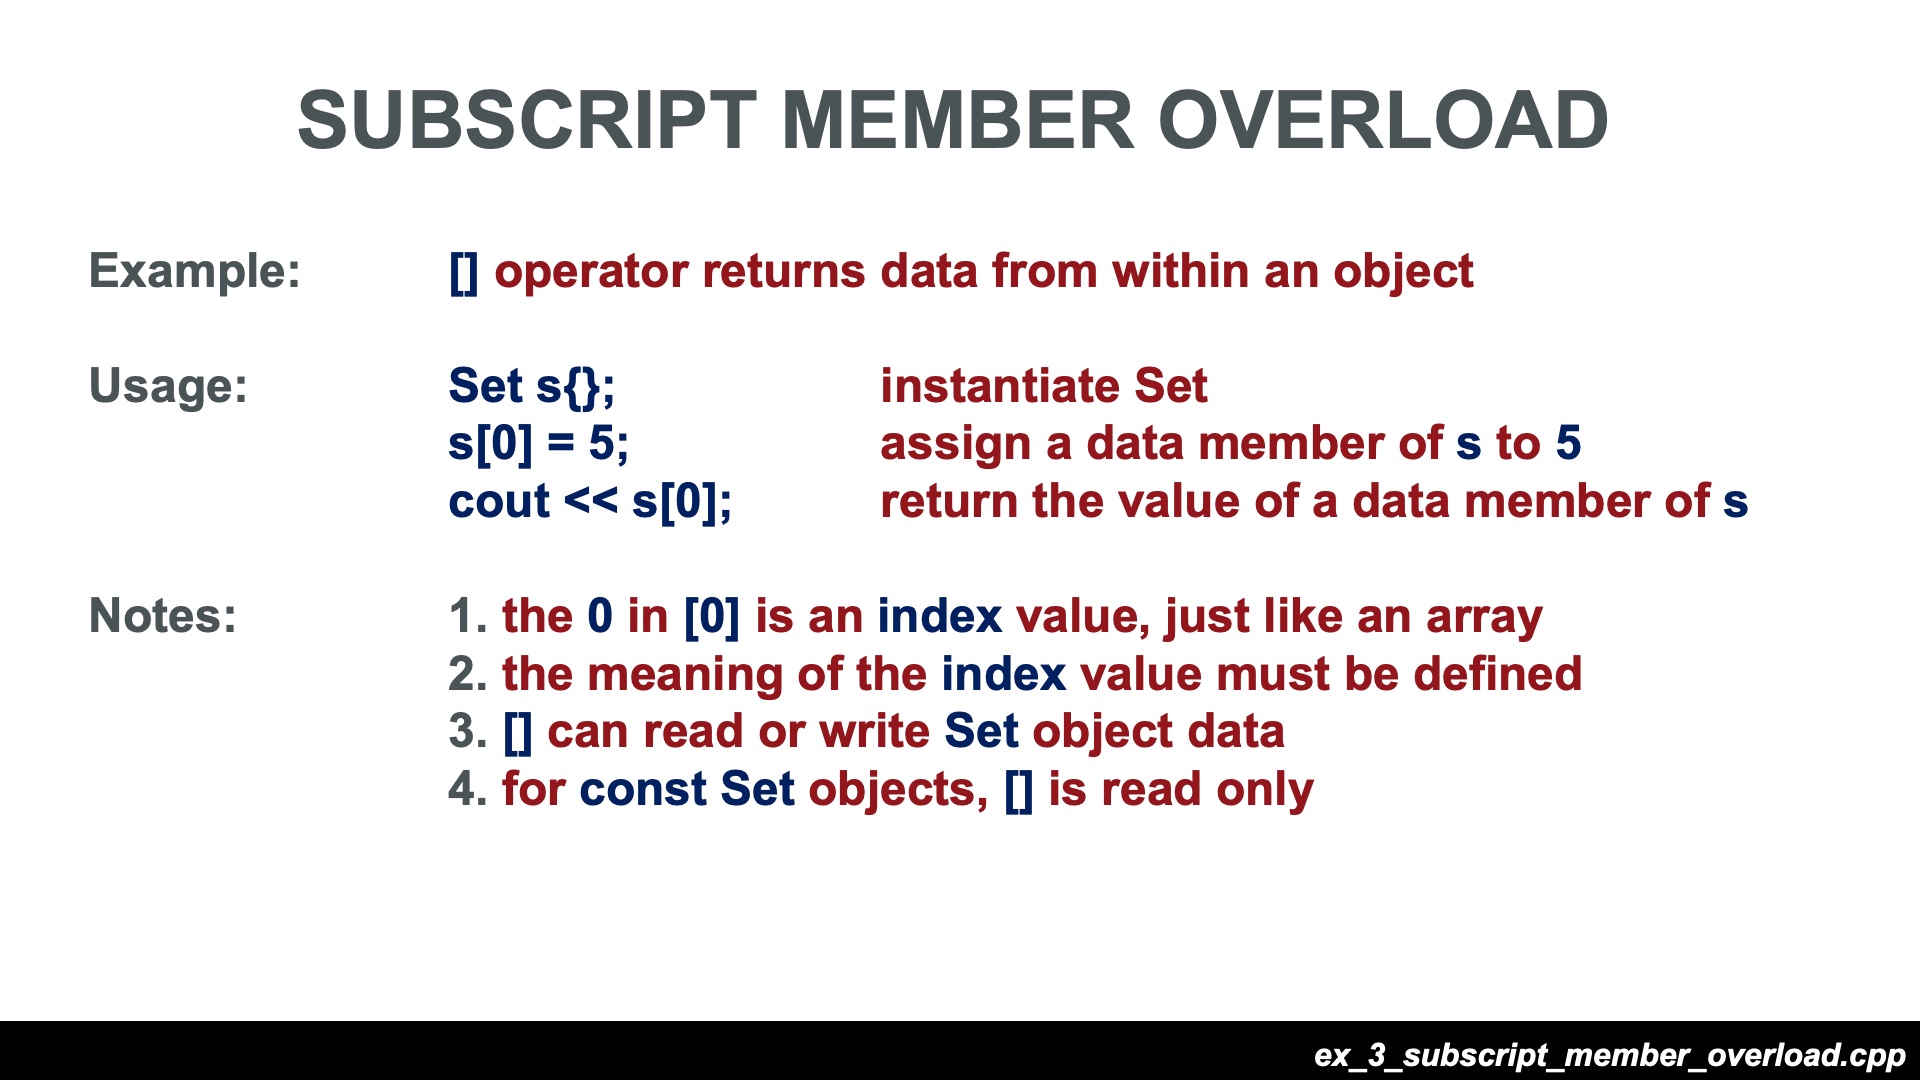 SUBSCRIPT MEMBER OVERLOAD
Example: [] operator returns data from within an object
Usage: Set s{}; instantiate Set
s[0] = 5; assign a data member of s to 5
cout << s[0]; return the value of a data member of s
Notes: 1. the 0 in [0] is an index value, just like an array
2. the meaning of the index value must be defined
3. [] can read or write Set object data
4. for const Set objects, [] is read only
ex_3_subscript_member_overload.cpp